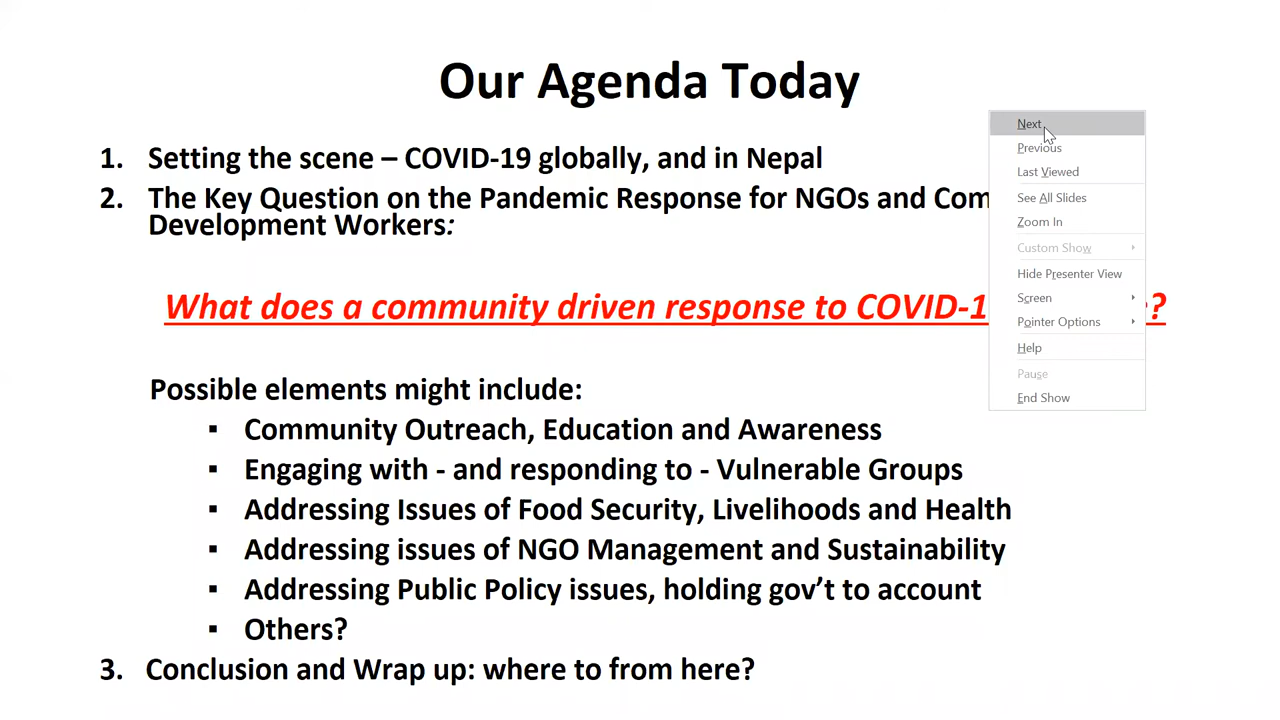 Our Agenda Today
1. Setting the scene – COVID-19 globally, and in Nepal
2. The Key Question on the Pandemic Response for NGOs and
Development Workers:
What does a community driven response to
Possible elements might include:
▪ Community Outreach, Education and Awareness
▪ Engaging with - and responding to - Vulnerable Groups
▪ Addressing Issues of Food Security, Livelihoods and Health
▪ Addressing issues of NGO Management and Sustainability
▪ Addressing Public Policy issues, holding gov't to account
▪ Others?
3. Conclusion and Wrap up: where to from here?
Next
Previous
Last Viewed
See All Slides
Zoom In
Custom Show
Hide Presenter View
Screen
Pointer Options
Help
Pause
End Show